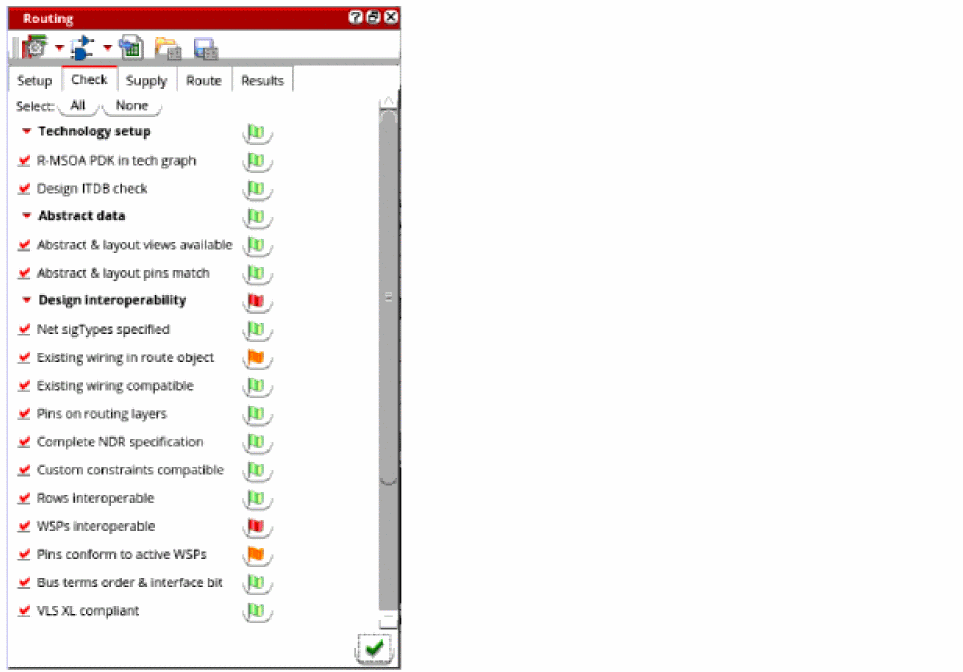 Routing
Setup Check Supply Route Results
Select: All None
Technology setup
R-MSOA PDK in tech graph
Design ITDB check
Abstract data
Abstract & layout views available
Abstract & layout pins match
Design interoperability
Net sigTypes specified
Existing wiring in route object
Existing wiring compatible
Pins on routing layers
Complete NDR specification
Custom constraints compatible
Rows interoperable
WSPs interoperable
Pins conform to active WSPs
Bus terms order & interface bit
VLS XL compliant